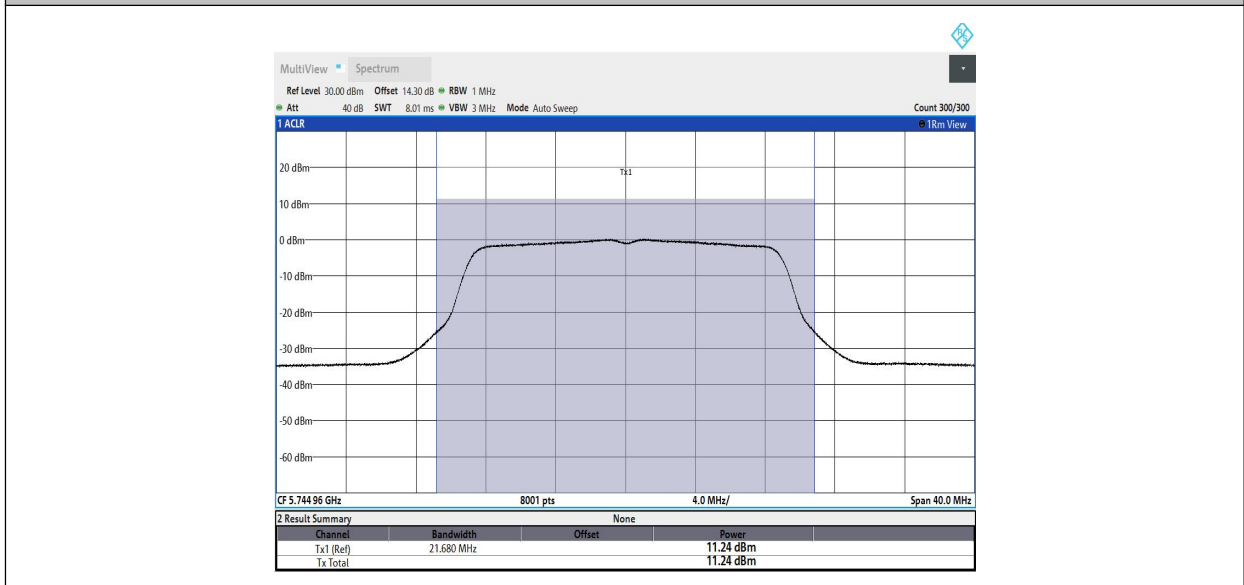 R S
MultiView Spectrum
Ref Level 30.00 dBm Offset 14.30 dB RBW 1 MHz
Att 40 dB SWT 8.01 ms VBW 3 MHz Mode Auto Sweep Count 300/300
1 ACLR 1Rm View
Tx1
20 dBm
10 dBm
0 dBm
-10 dBm
-20 dBm
-30 dBm
-40 dBm
-50 dBm
-60 dBm
CF 5.744 96 GHz 8001 pts 4.0 MHz/ Span 40.0 MHz
2 Result Summary None
Channel Bandwidth Offset Power
Tx1 (Ref) 21.680 MHz 11.24 dBm
Tx Total 11.24 dBm